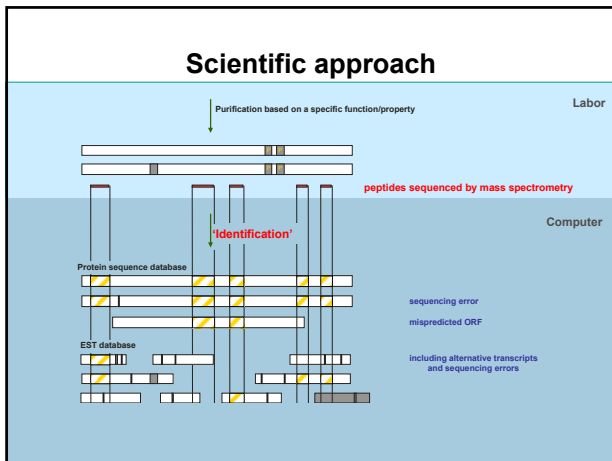 Scientific approach
Purification based on a specific function/property
Labor
peptides sequenced by mass spectrometry
Computer
'Identification'
Protein sequence database
sequencing error
mispredicted ORF
EST database
including alternative transcripts
and sequencing errors